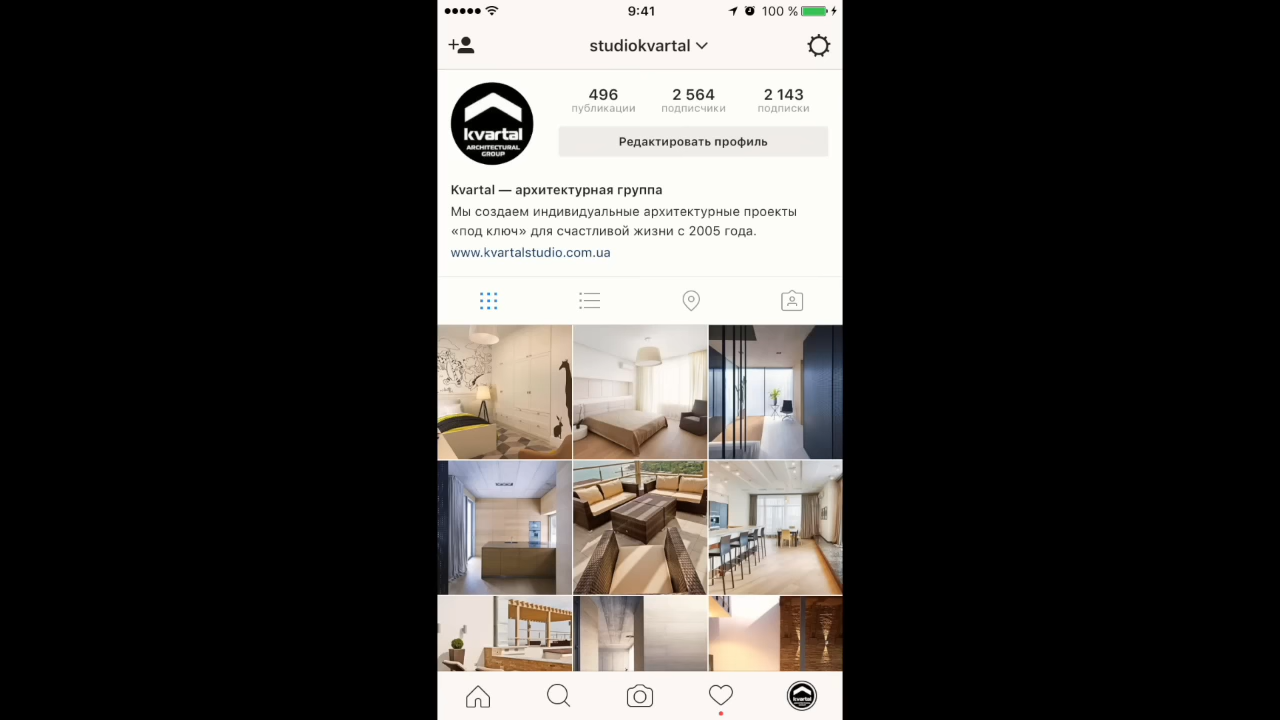 9:41
100 %
studiokvartal
496
публикации
2 564
подписчики
2 143
подписки
kvartal
ARCHITECTURAL
GROUP
Редактировать профиль
Kvartal — архитектурная группа
Мы создаем индивидуальные архитектурные проекты
«под ключ» для счастливой жизни с 2005 года.
www.kvartalstudio.com.ua
kvartal